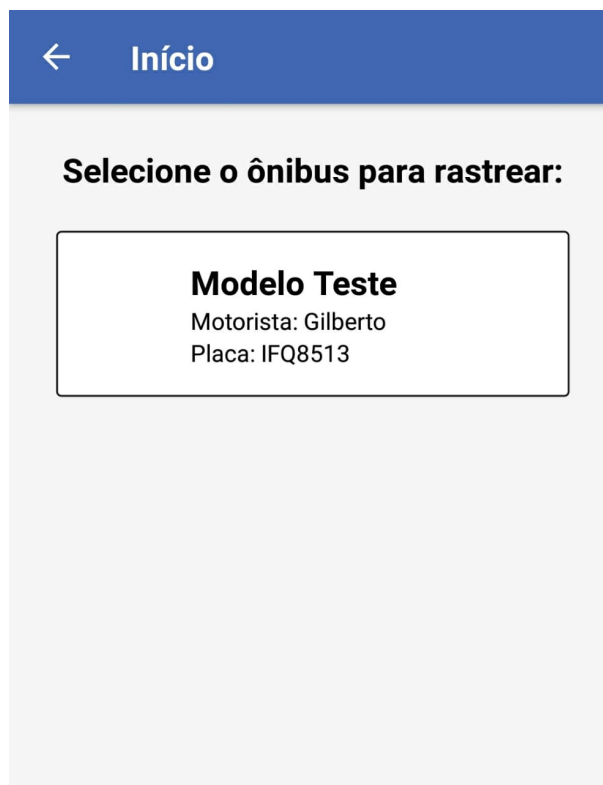 Início
Selecione o ônibus para rastrear:
Modelo Teste
Motorista: Gilberto
Placa: IFQ8513